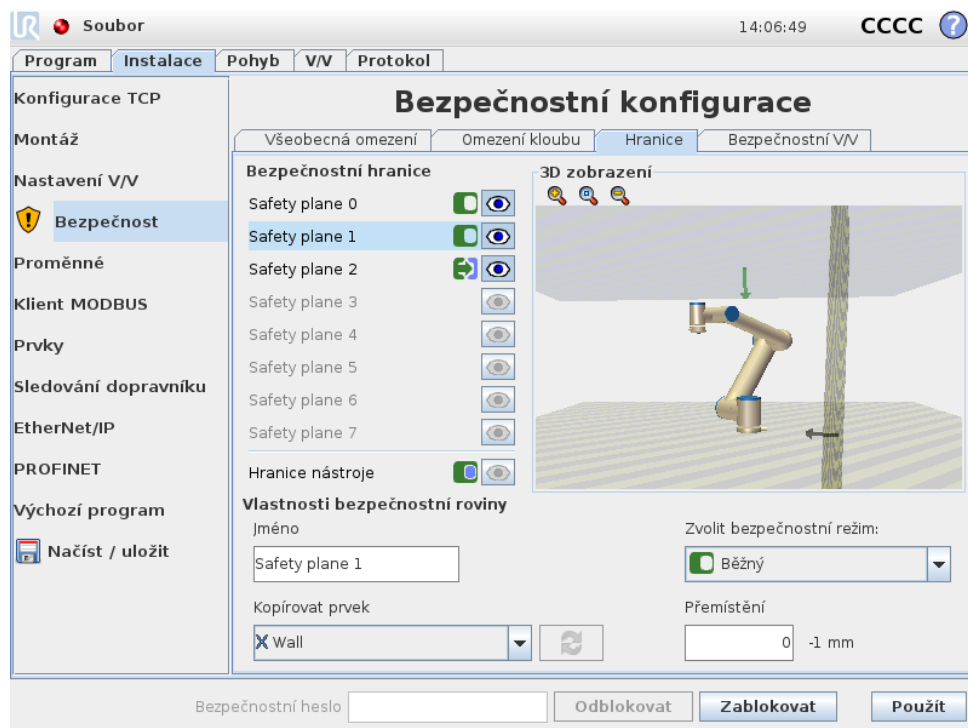 UR Soubor 14:06:49 CCCC ?
Program Instalace Pohyb V/V Protokol
Konfigurace TCP
Montáž
Nastavení V/V
Bezpečnost
Proměnné
Klient MODBUS
Prvky
Sledování dopravníku
EtherNet/IP
PROFINET
Výchozí program
Načíst / uložit
Bezpečnostní konfigurace
Všeobecná omezení Omezení kloubu Hranice Bezpečnostní V/V
Bezpečnostní hranice
Safety plane 0
Safety plane 1
Safety plane 2
Safety plane 3
Safety plane 4
Safety plane 5
Safety plane 6
Safety plane 7
Hranice nástroje
3D zobrazení
Vlastnosti bezpečnostní roviny
Jméno
Safety plane 1
Zvolit bezpečnostní režim:
Běžný
Kopírovat prvek
Wall
Přemístění
0 -1 mm
Bezpečnostní heslo Odblokovat Zablokovat Použít